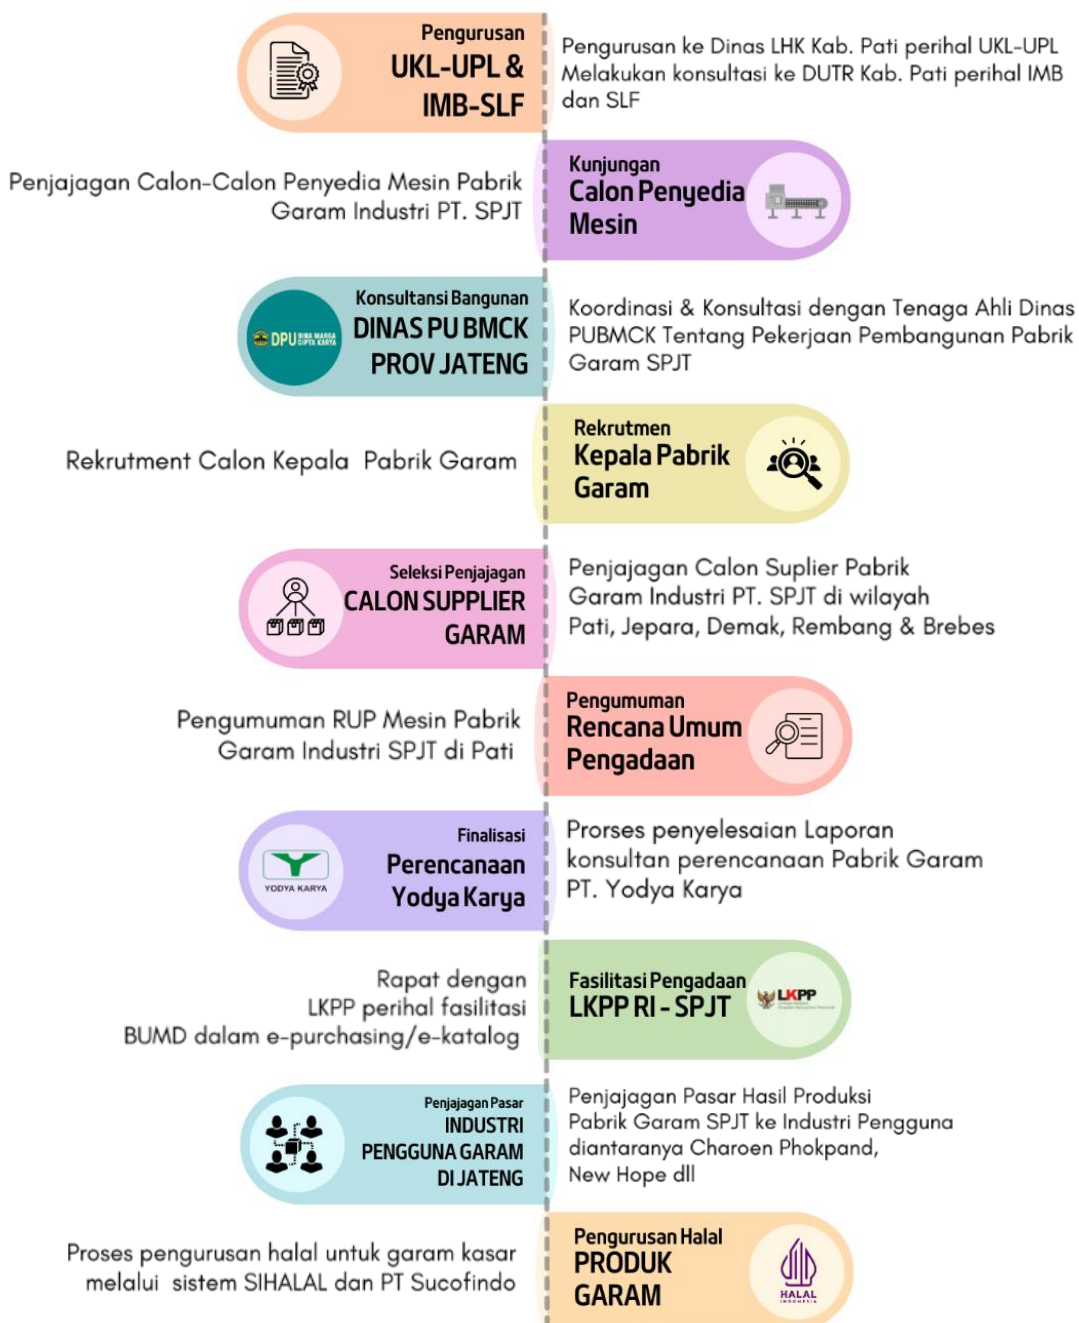 Pengurusan
UKL-UPL &
IMB-SLF
Pengurusan ke Dinas LHK Kab. Pati perihal UKL-UPL
Melakukan konsultasi ke DUTR Kab. Pati perihal IMB
dan SLF
Kunjungan
Calon Penyedia
Mesin
Penjajagan Calon-Calon Penyedia Mesin Pabrik
Garam Industri PT. SPJT
DPU BINA MARGA
CIPTA KARYA
Konsultansi Bangunan
DINAS PU BMCK
PROV JATENG
Koordinasi & Konsultasi dengan Tenaga Ahli Dinas
PUBMCK Tentang Pekerjaan Pembangunan Pabrik
Garam SPJT
Rekrutmen
Kepala Pabrik
Garam
Rekrutment Calon Kepala Pabrik Garam
Seleksi Penjajagan
CALON SUPPLIER
GARAM
Penjajagan Calon Suplier Pabrik
Garam Industri PT. SPJT di wilayah
Pati, Jepara, Demak, Rembang & Brebes
Pengumuman
Rencana Umum
Pengadaan
Pengumuman RUP Mesin Pabrik
Garam Industri SPJT di Pati
YODYA KARYA
Finalisasi
Perencanaan
Yodya Karya
Prorses penyelesaian Laporan
konsultan perencanaan Pabrik Garam
PT. Yodya Karya
Fasilitasi Pengadaan
LKPP RI - SPJT
LKPP
Rapat dengan
LKPP perihal fasilitasi
BUMD dalam e-purchasing/e-katalog
Penjajagan Pasar
INDUSTRI
PENGGUNA GARAM
DI JATENG
Penjajagan Pasar Hasil Produksi
Pabrik Garam SPJT ke Industri Pengguna
diantaranya Charoen Phokpand,
New Hope dll
Pengurusan Halal
PRODUK
GARAM
HALAL
INDONESIA
Proses pengurusan halal untuk garam kasar
melalui sistem SIHALAL dan PT Sucofindo